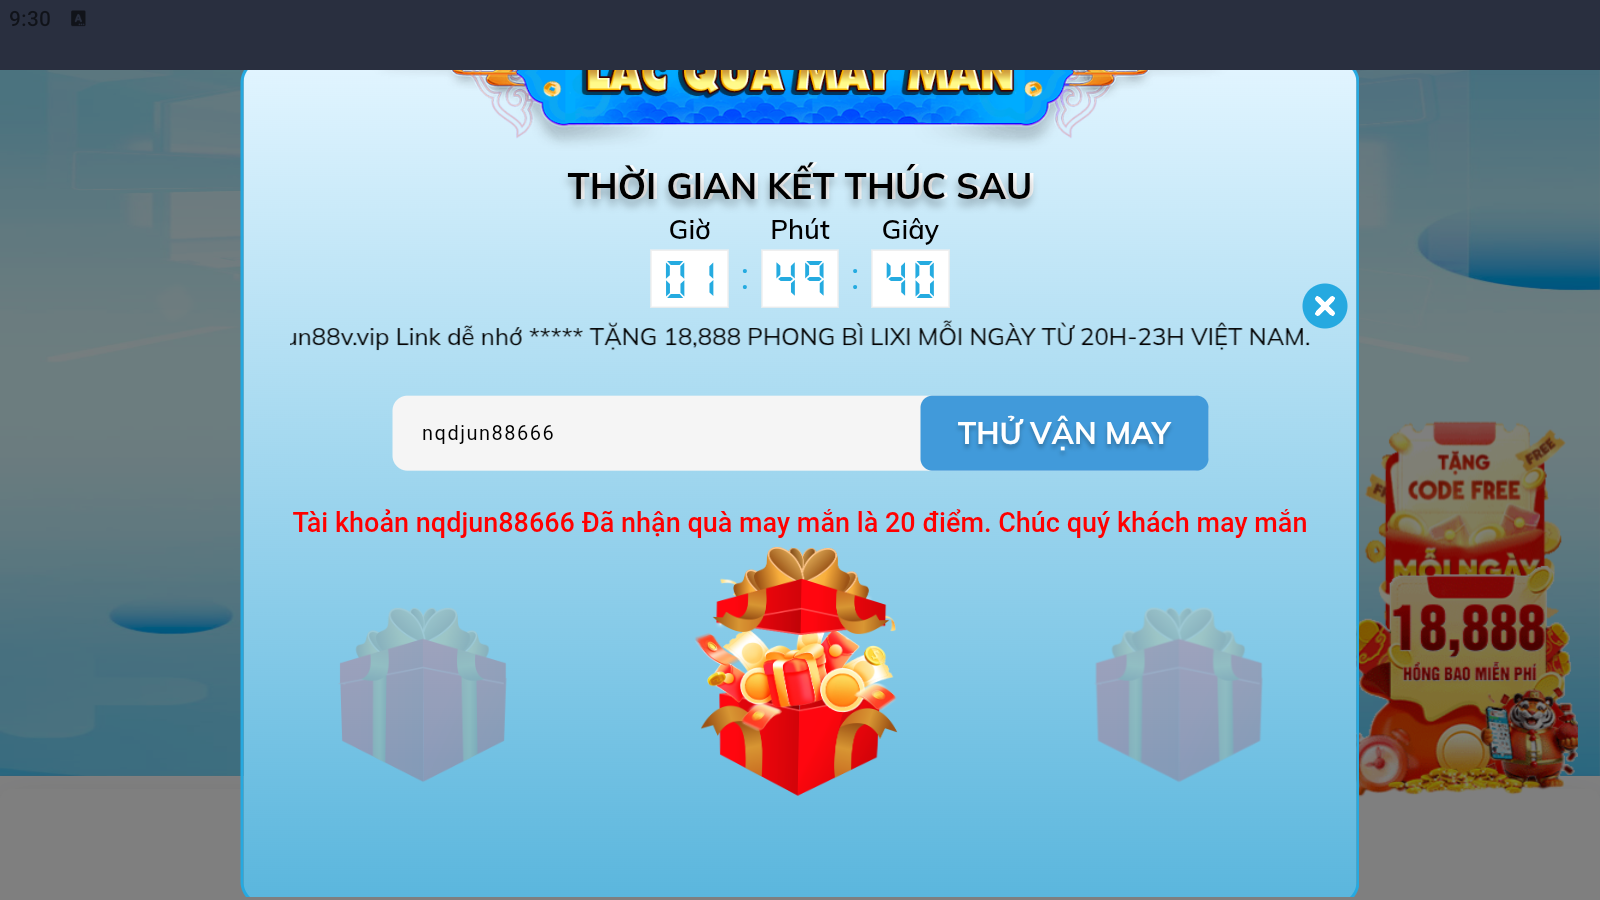 9:30
LẮC QUÀ MAY MẮN
THỜI GIAN KẾT THÚC SAU
Giờ Phút Giây
01 : 49 : 40
un88v.vip Link dễ nhớ ***** TẶNG 18,888 PHONG BÌ LIXI MỖI NGÀY TỪ 20H-23H VIỆT NAM.
nqdjun88666
THỬ VẬN MAY
Tài khoản nqdjun88666 Đã nhận quà may mắn là 20 điểm. Chúc quý khách may mắn
FREE
TẶNG
CODE FREE
MỖI NGÀY
18,888
HỒNG BAO MIỄN PHÍ